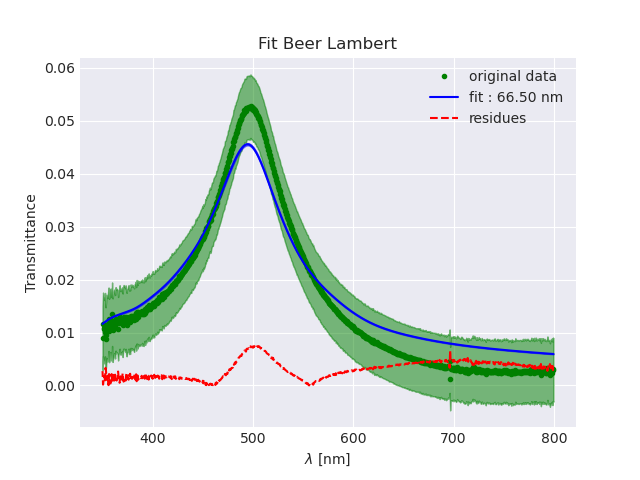 Fit Beer Lambert
original data
fit : 66.50 nm
residues
Transmittance
0.06
0.05
0.04
0.03
0.02
0.01
0.00
400 500 600 700 800
λ [nm]